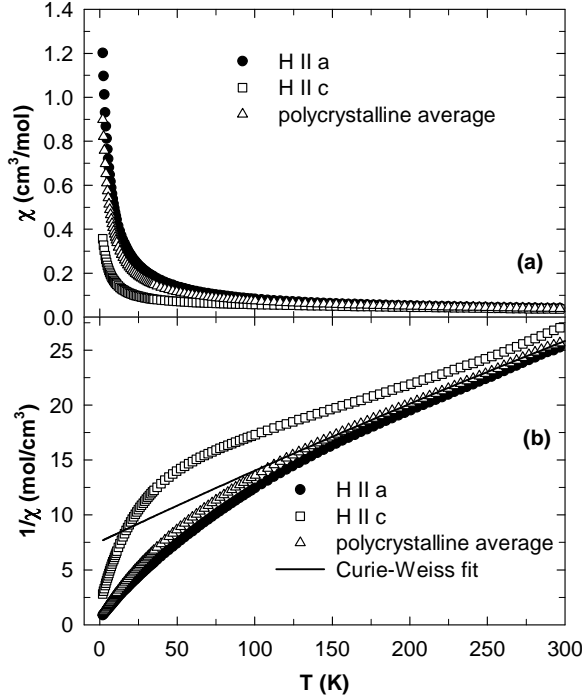 1.4
1.2
1.0
0.8
0.6
0.4
0.2
0.0
χ (cm³/mol)
H II a
H II c
polycrystalline average
(a)
25
20
15
10
5
0
1/χ (mol/cm³)
(b)
H II a
H II c
polycrystalline average
Curie-Weiss fit
0 50 100 150 200 250 300
T (K)